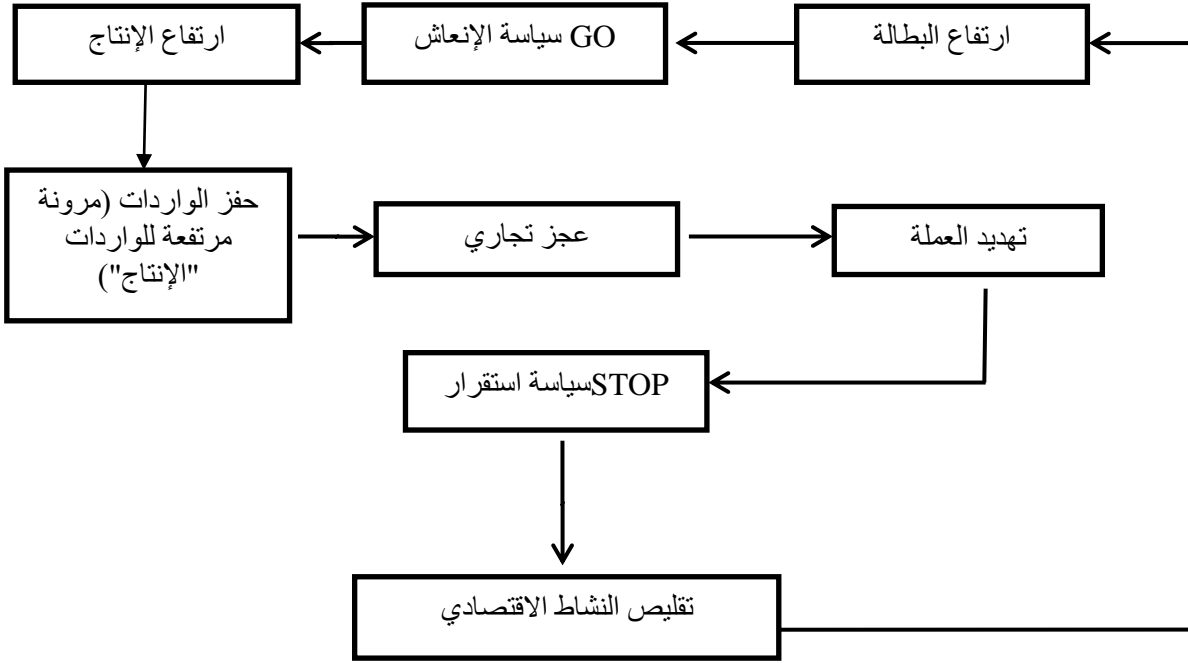 ارتفاع البطالة
GO سياسة الإنعاش
ارتفاع الإنتاج
حفز الواردات (مرونة
مرتفعة للواردات
"الإنتاج")
عجز تجاري
تهديد العملة
STOPسياسة استقرار
تقليص النشاط الاقتصادي